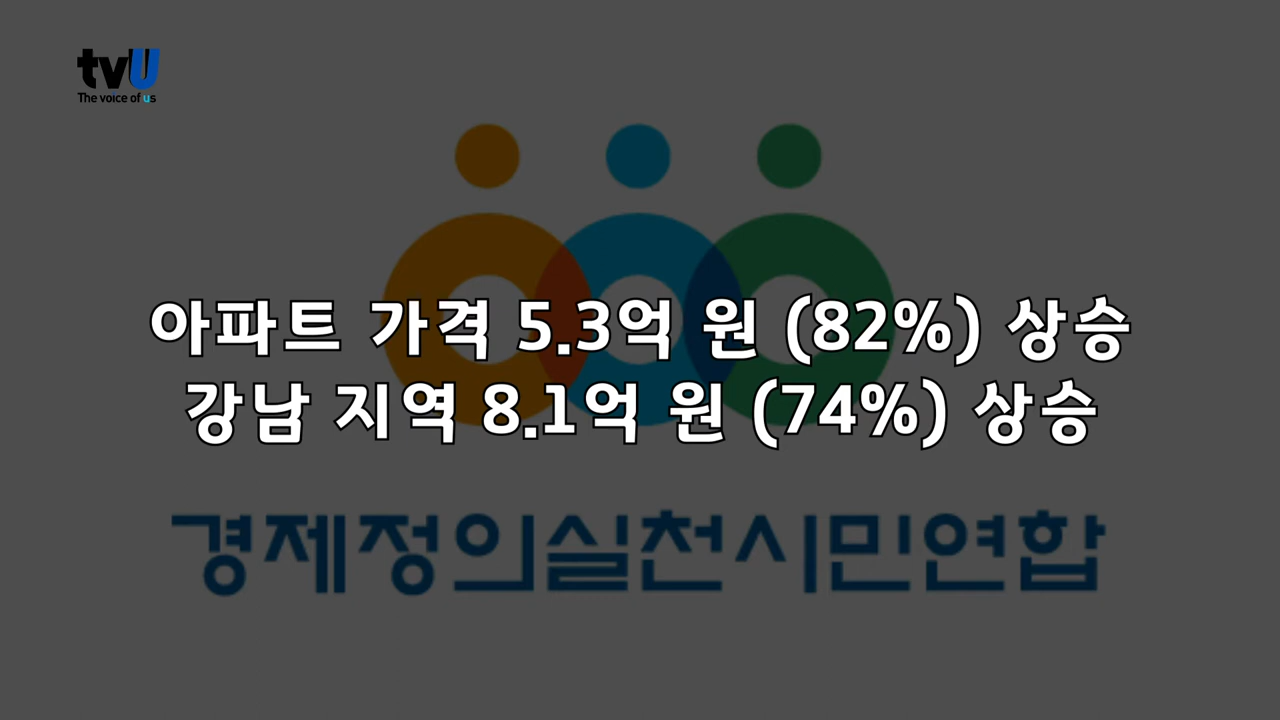 tvU
The voice of us
아파트 가격 5.3억 원 (82%) 상승
강남 지역 8.1억 원 (74%) 상승
경제정의실천시민연합